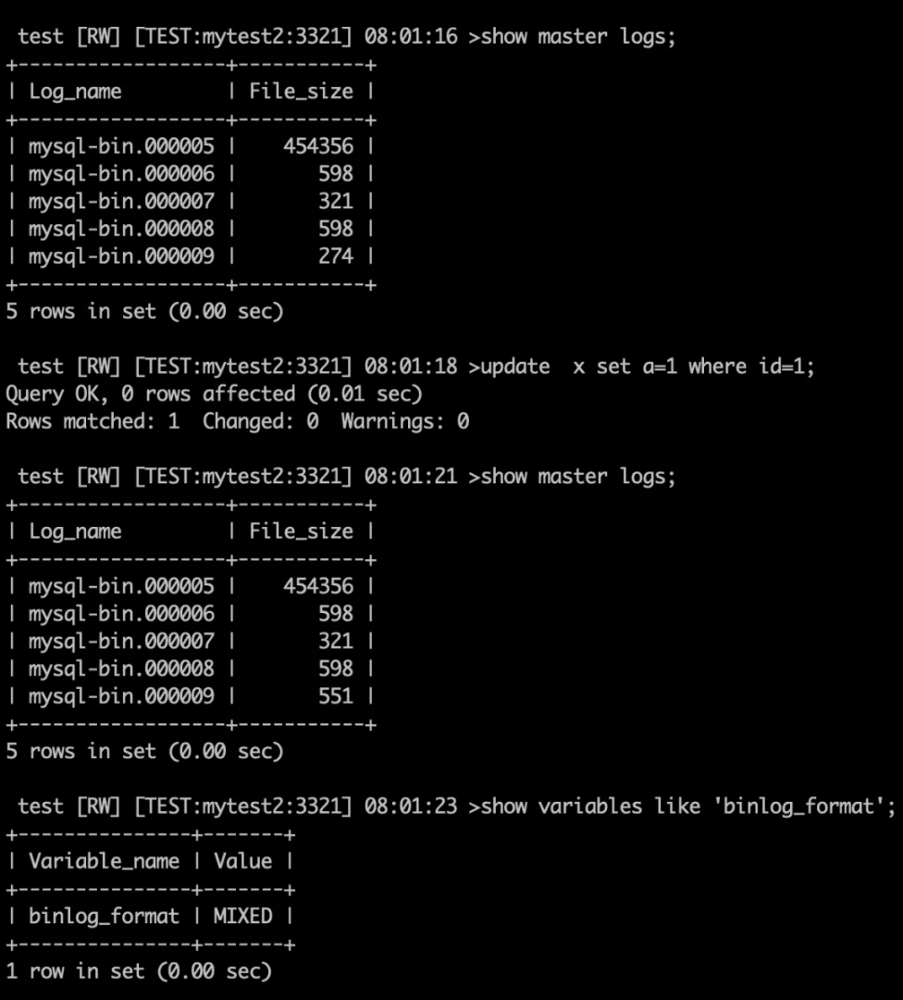 test [RW] [TEST:mytest2:3321] 08:01:16 >show master logs;
+------------------+-----------+
| Log_name         | File_size |
+------------------+-----------+
| mysql-bin.000005 |    454356 |
| mysql-bin.000006 |       598 |
| mysql-bin.000007 |       321 |
| mysql-bin.000008 |       598 |
| mysql-bin.000009 |       274 |
+------------------+-----------+
5 rows in set (0.00 sec)
test [RW] [TEST:mytest2:3321] 08:01:18 >update  x set a=1 where id=1;
Query OK, 0 rows affected (0.01 sec)
Rows matched: 1  Changed: 0  Warnings: 0
test [RW] [TEST:mytest2:3321] 08:01:21 >show master logs;
+------------------+-----------+
| Log_name         | File_size |
+------------------+-----------+
| mysql-bin.000005 |    454356 |
| mysql-bin.000006 |       598 |
| mysql-bin.000007 |       321 |
| mysql-bin.000008 |       598 |
| mysql-bin.000009 |       551 |
+------------------+-----------+
5 rows in set (0.00 sec)
test [RW] [TEST:mytest2:3321] 08:01:23 >show variables like 'binlog_format';
+---------------+-------+
| Variable_name | Value |
+---------------+-------+
| binlog_format | MIXED |
+---------------+-------+
1 row in set (0.00 sec)